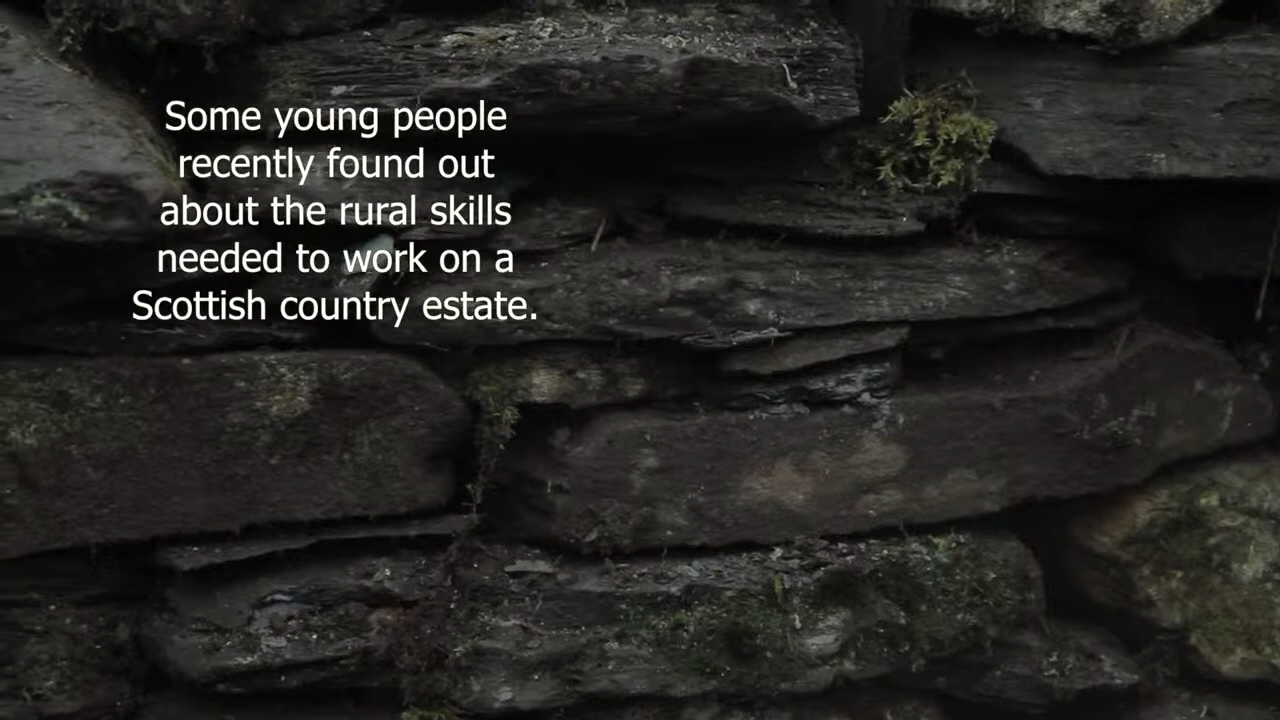 Some young people
recently found out
about the rural skills
needed to work on a
Scottish country estate.